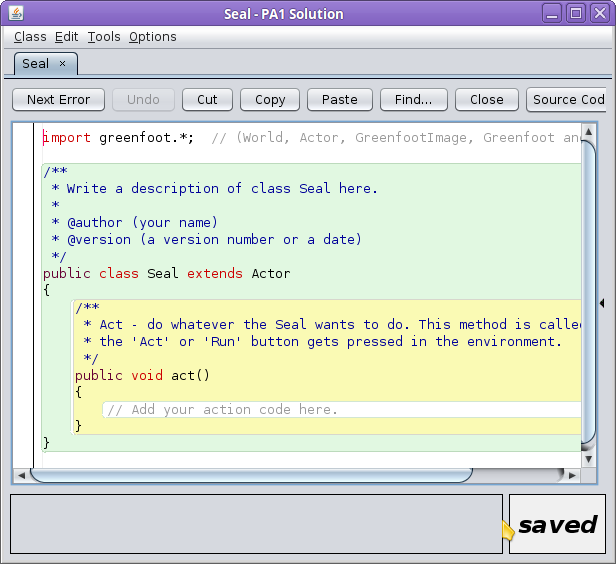 Seal - PA1 Solution
Class Edit Tools Options
Seal ×
Next Error Undo Cut Copy Paste Find... Close Source Cod
import greenfoot.*;  // (World, Actor, GreenfootImage, Greenfoot an
/**
 * Write a description of class Seal here.
 *
 * @author (your name)
 * @version (a version number or a date)
 */
public class Seal extends Actor
{
    /**
     * Act - do whatever the Seal wants to do. This method is calle
     * the 'Act' or 'Run' button gets pressed in the environment.
     */
    public void act()
    {
        // Add your action code here.
    }
}
saved